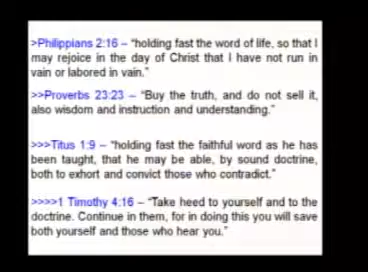 >Philippians 2:16 – "holding fast the word of life, so that I
may rejoice in the day of Christ that I have not run in
vain or labored in vain."
>>Proverbs 23:23 – "Buy the truth, and do not sell it,
also wisdom and instruction and understanding."
>>>Titus 1:9 – "holding fast the faithful word as he has
been taught, that he may be able, by sound doctrine,
both to exhort and convict those who contradict."
>>>>1 Timothy 4:16 – "Take heed to yourself and to the
doctrine. Continue in them, for in doing this you will save
both yourself and those who hear you."